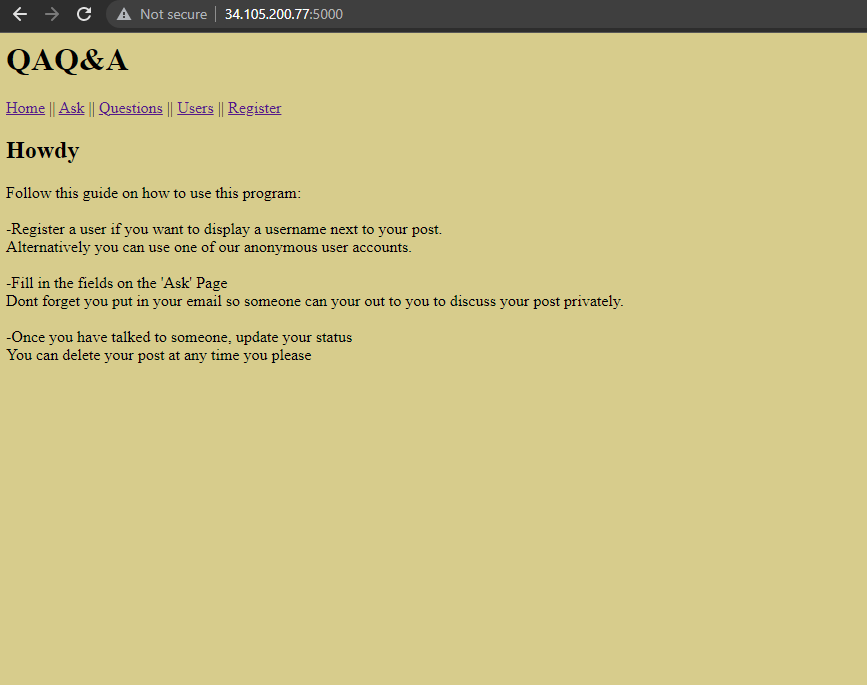 Not secure | 34.105.200.77:5000
QAQ&A
Home || Ask || Questions || Users || Register
Howdy
Follow this guide on how to use this program:
-Register a user if you want to display a username next to your post.
Alternatively you can use one of our anonymous user accounts.
-Fill in the fields on the 'Ask' Page
Dont forget you put in your email so someone can your out to you to discuss your post privately.
-Once you have talked to someone, update your status
You can delete your post at any time you please